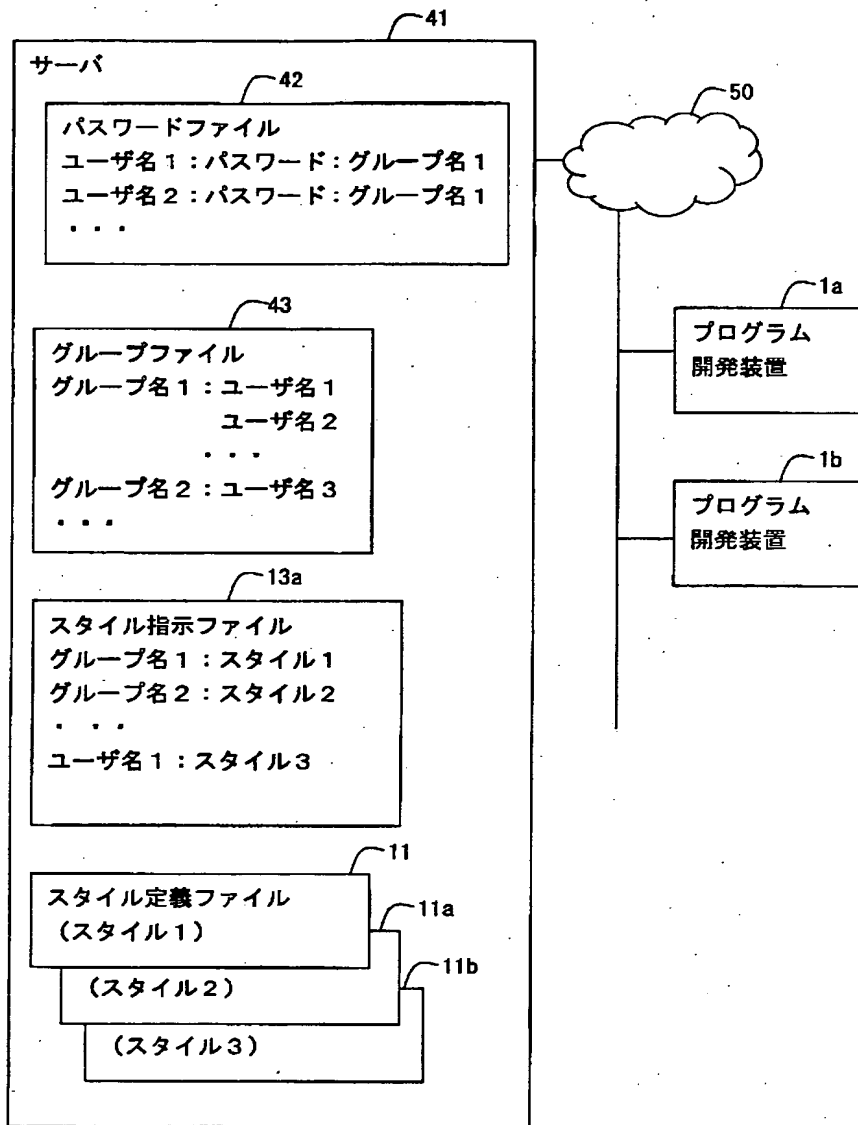 41
サーバ
42
パスワードファイル
ユーザ名1：パスワード：グループ名1
ユーザ名2：パスワード：グループ名1
・・・
50
43
グループファイル
グループ名1：ユーザ名1
ユーザ名2
・・・
グループ名2：ユーザ名3
・・・
1a
プログラム
開発装置
1b
プログラム
開発装置
13a
スタイル指示ファイル
グループ名1：スタイル1
グループ名2：スタイル2
・・・
ユーザ名1：スタイル3
11
スタイル定義ファイル
（スタイル1）
11a
（スタイル2）
11b
（スタイル3）